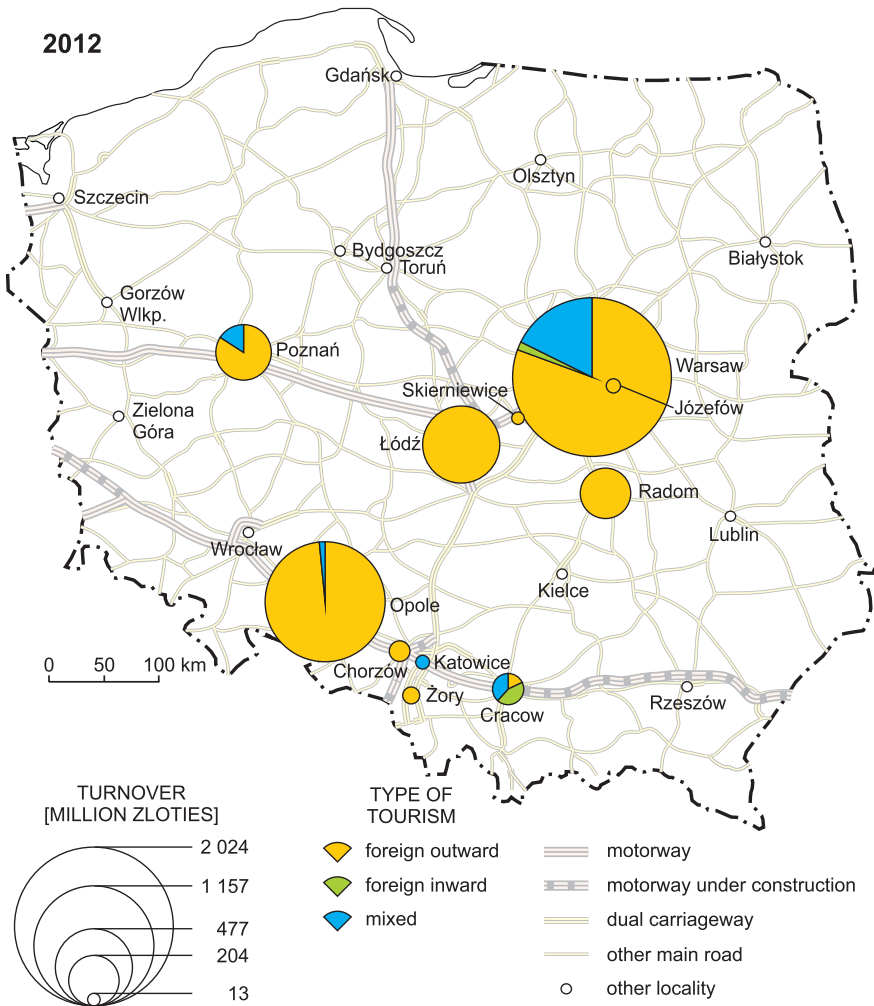 2012
Gdańsk
Olsztyn
Szczecin
Bydgoszcz
Toruń
Białystok
Gorzów
Wlkp.
Poznań
Warsaw
Skierniewice
Józefów
Zielona
Góra
Łódź
Radom
Lublin
Wrocław
Kielce
Opole
0 50 100 km
Chorzów
Katowice
Żory
Cracow
Rzeszów
TURNOVER
[MILLION ZLOTIES]
2 024
1 157
477
204
13
TYPE OF
TOURISM
foreign outward
foreign inward
mixed
motorway
motorway under construction
dual carriageway
other main road
other locality